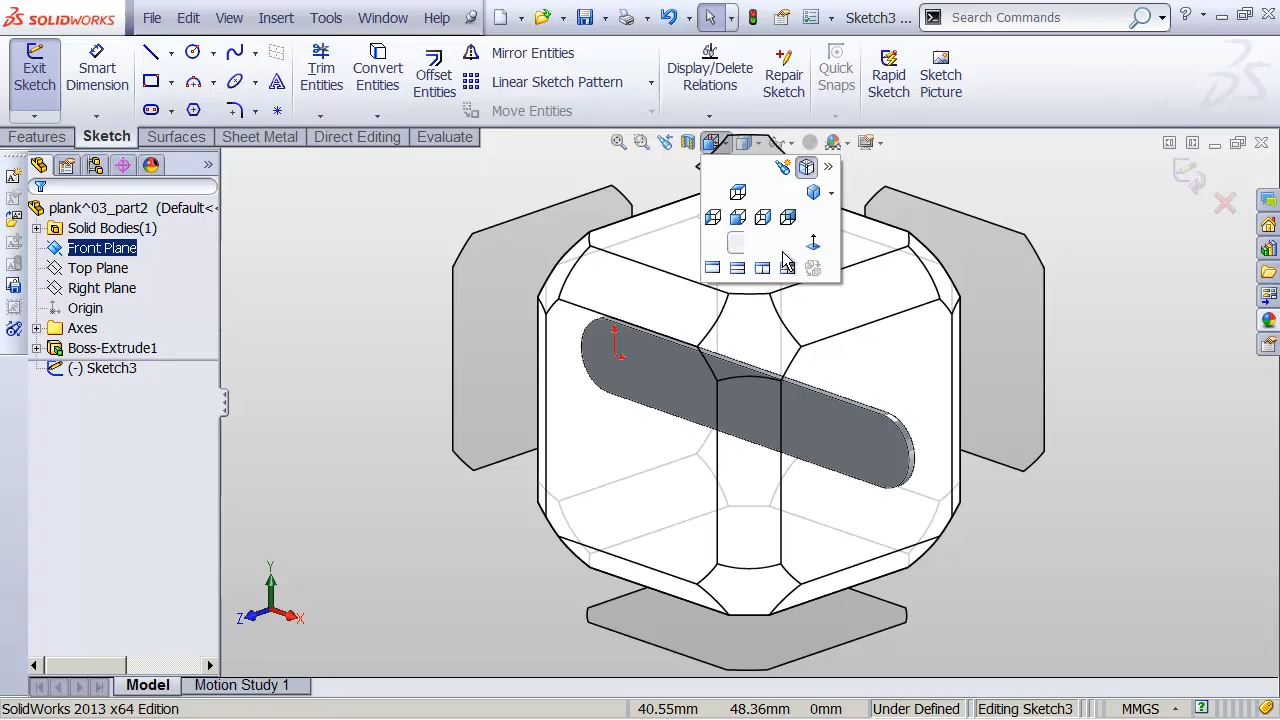 SOLIDWORKS File Edit View Insert Tools Window Help Sketch3 ... Search Commands ?
Exit Sketch Smart Dimension Trim Entities Convert Entities Offset Entities Mirror Entities Linear Sketch Pattern Move Entities Display/Delete Relations Repair Sketch Quick Snaps Rapid Sketch Sketch Picture
Features Sketch Surfaces Sheet Metal Direct Editing Evaluate
plank^03_part2 (Default<<
Solid Bodies(1)
Front Plane
Top Plane
Right Plane
Origin
Axes
Boss-Extrude1
(-) Sketch3
Y
Z X
Model Motion Study 1
SolidWorks 2013 x64 Edition 40.55mm 48.36mm 0mm Under Defined Editing Sketch3 MMGS ?